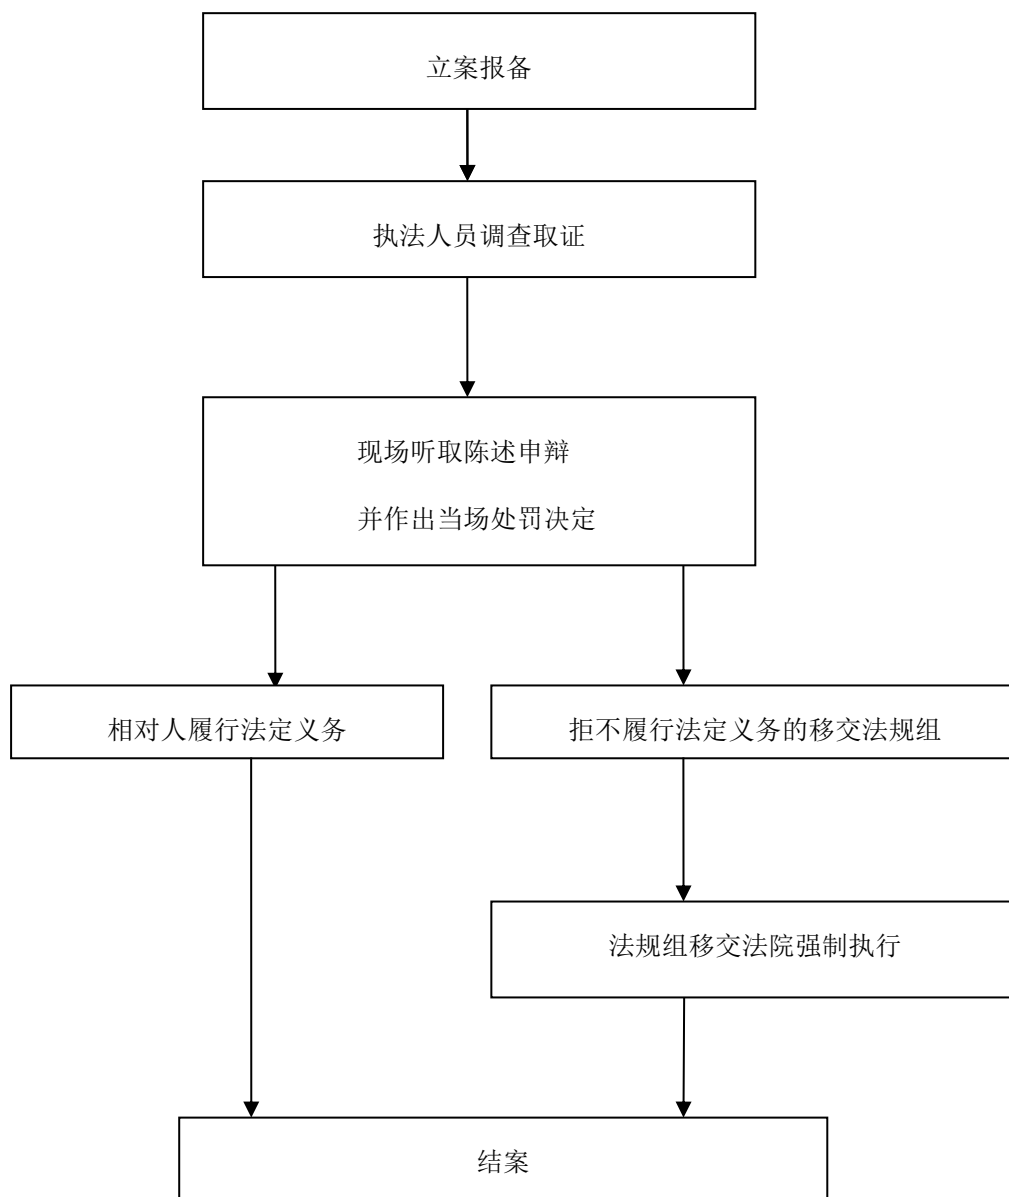 立案报备
执法人员调查取证
现场听取陈述申辩
并作出当场处罚决定
相对人履行法定义务
拒不履行法定义务的移交法规组
法规组移交法院强制执行
结案